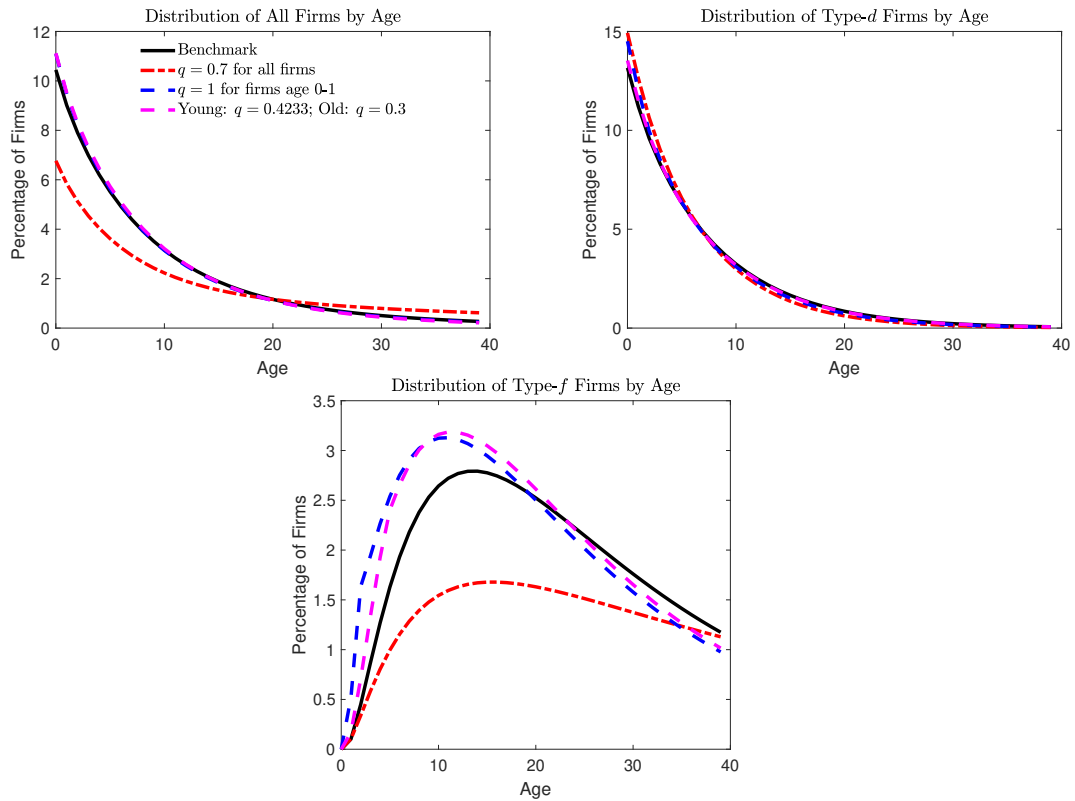 Distribution of All Firms by Age
Percentage of Firms
12
10
8
6
4
2
0
Benchmark
q = 0.7 for all firms
q = 1 for firms age 0-1
Young: q = 0.4233; Old: q = 0.3
0 10 20 30 40
Age
Distribution of Type-d Firms by Age
Percentage of Firms
15
10
5
0
0 10 20 30 40
Age
Distribution of Type-f Firms by Age
Percentage of Firms
3.5
3
2.5
2
1.5
1
0.5
0
0 10 20 30 40
Age